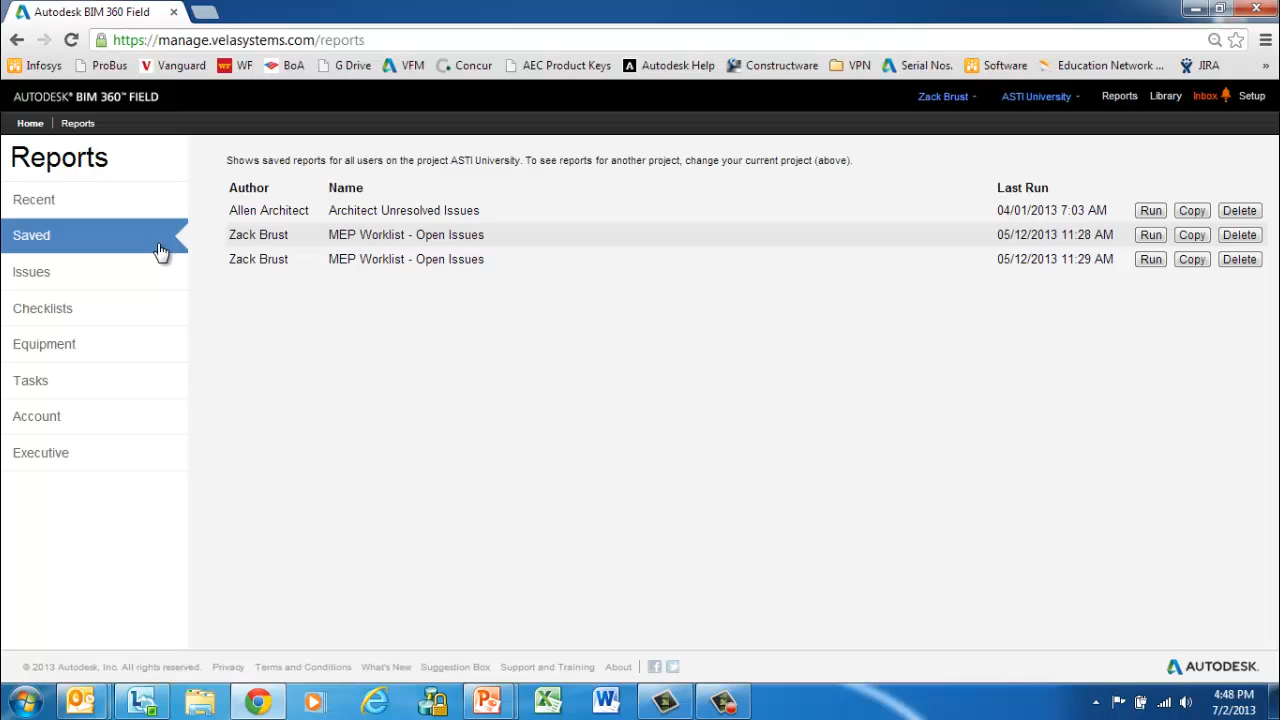 Autodesk BIM 360 Field
https://manage.velasystems.com/reports
Infosys ProBus Vanguard WF BoA G Drive VFM Concur AEC Product Keys Autodesk Help Constructware VPN Serial Nos. Software Education Network ... JIRA »
AUTODESK® BIM 360™ FIELD Zack Brust ASTI University Reports Library Inbox Setup
Home Reports
Reports
Recent
Saved
Issues
Checklists
Equipment
Tasks
Account
Executive
Shows saved reports for all users on the project ASTI University. To see reports for another project, change your current project (above).
Author Name Last Run
Allen Architect Architect Unresolved Issues 04/01/2013 7:03 AM Run Copy Delete
Zack Brust MEP Worklist - Open Issues 05/12/2013 11:28 AM Run Copy Delete
Zack Brust MEP Worklist - Open Issues 05/12/2013 11:29 AM Run Copy Delete
© 2013 Autodesk, Inc. All rights reserved. Privacy Terms and Conditions What's New Suggestion Box Support and Training About
AUTODESK.
4:48 PM
7/2/2013